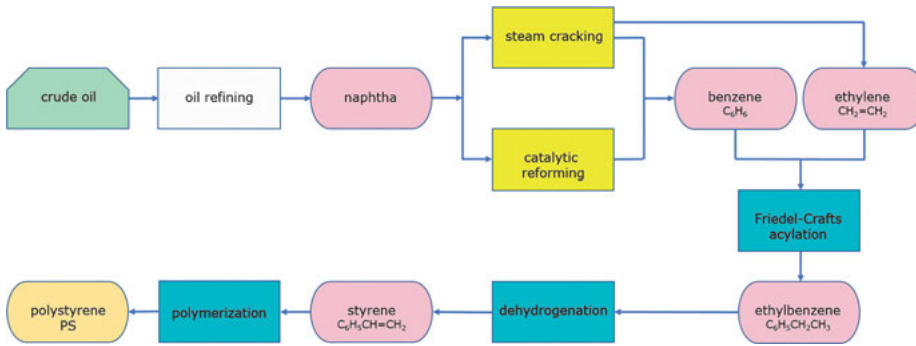 crude oil
oil refining
naphtha
steam cracking
catalytic
reforming
benzene
C₆H₆
ethylene
CH₂=CH₂
Friedel-Crafts
acylation
ethylbenzene
C₆H₅CH₂CH₃
dehydrogenation
styrene
C₆H₅CH=CH₂
polymerization
polystyrene
PS